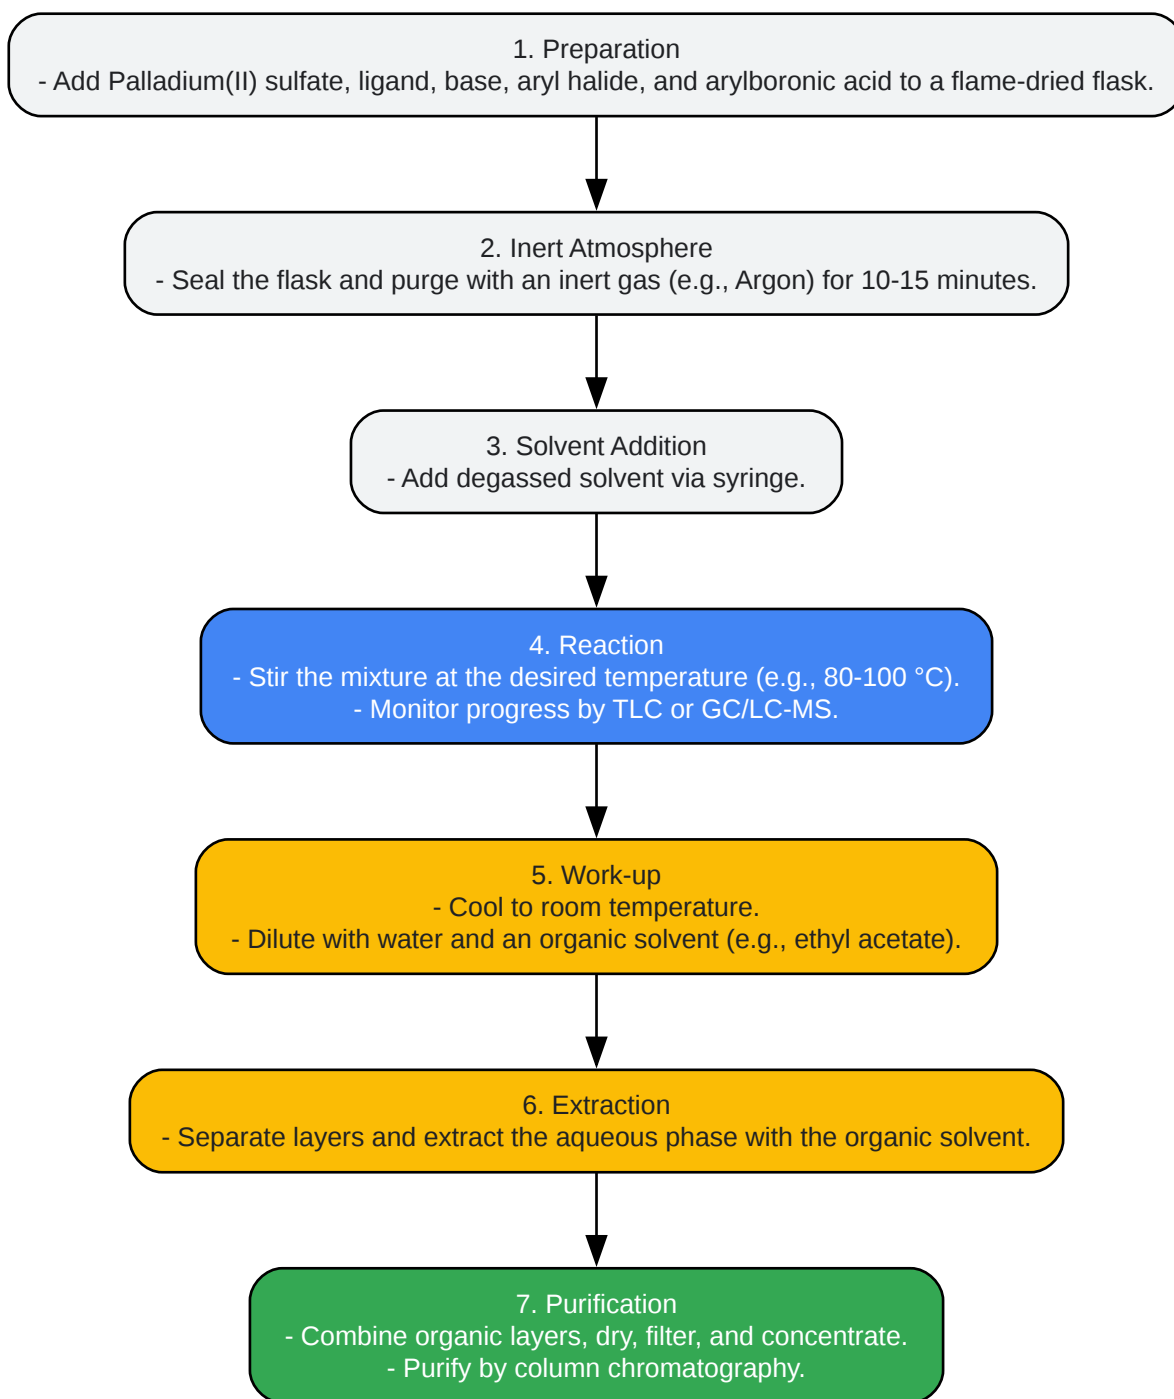 1. Preparation
- Add Palladium(II) sulfate, ligand, base, aryl halide, and arylboronic acid to a flame-dried flask.
2. Inert Atmosphere
- Seal the flask and purge with an inert gas (e.g., Argon) for 10-15 minutes.
3. Solvent Addition
- Add degassed solvent via syringe.
4. Reaction
- Stir the mixture at the desired temperature (e.g., 80-100 °C).
- Monitor progress by TLC or GC/LC-MS.
5. Work-up
- Cool to room temperature.
- Dilute with water and an organic solvent (e.g., ethyl acetate).
6. Extraction
- Separate layers and extract the aqueous phase with the organic solvent.
7. Purification
- Combine organic layers, dry, filter, and concentrate.
- Purify by column chromatography.